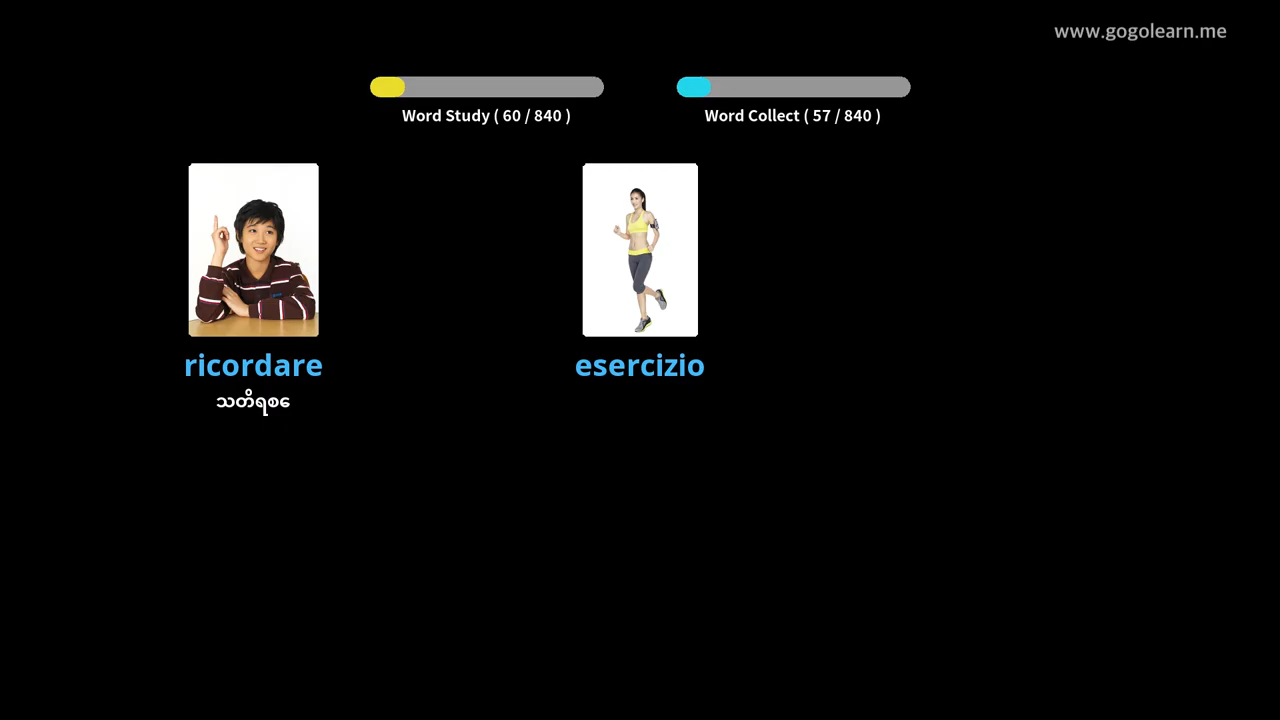 www.gogolearn.me
Word Study ( 60 / 840 )
Word Collect ( 57 / 840 )
ricordare
esercizio
သတိရစေ